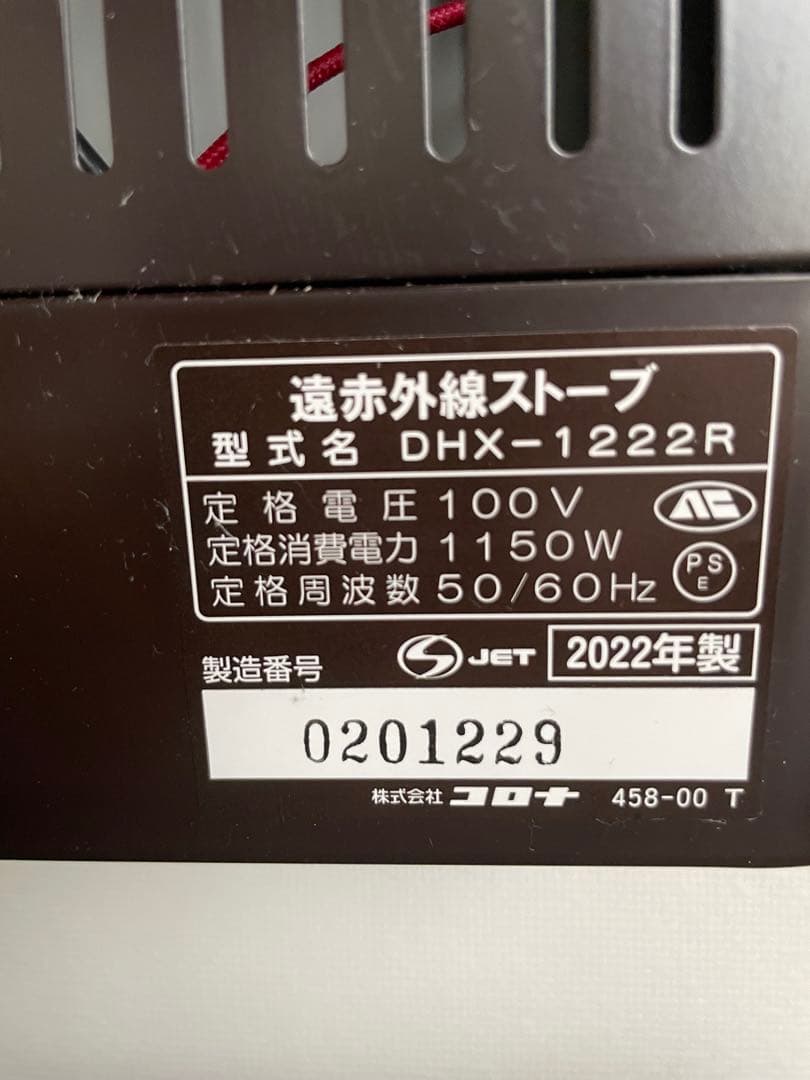 遠赤外線ストーブ
型式名 DHX-1222R
定格電圧 100V
定格消費電力 1150W
定格周波数 50/60Hz
PS
E
製造番号 S JET 2022年製
0201229
株式会社 コロナ 458-00 T